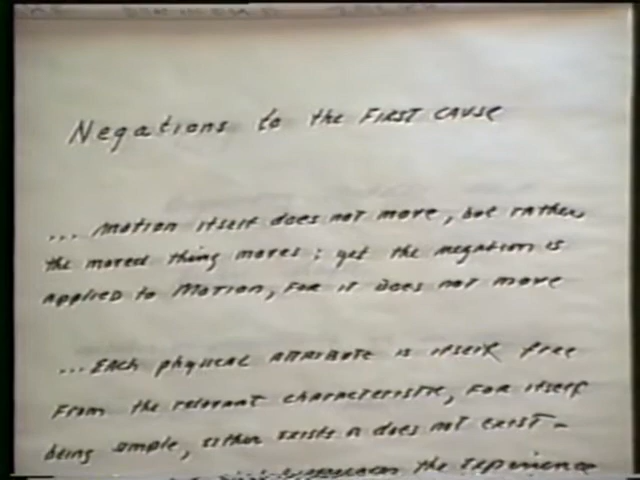 Negations to the FIRST CAUSE
... Motion itself does not move, but rather
the moved thing moves; yet the negation is
applied to Motion, for it does not move
... Each physical attribute is itself free
From the relevant characteristic, For itself
being simple, either exists or does not exist -
the experience